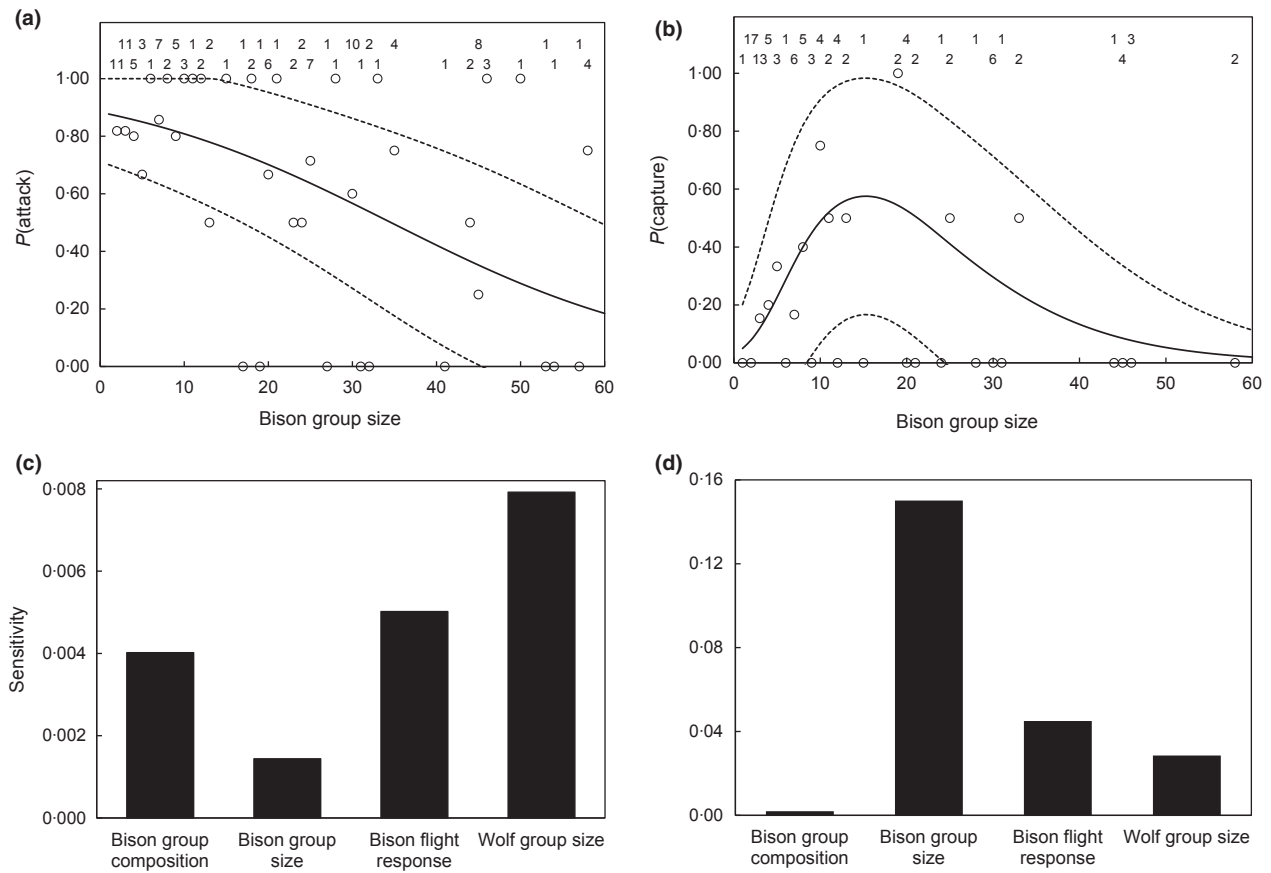 (a)
11 3 7 5 1 2 1 1 1 2 1 10 2 4 8 1 1
11 5 1 2 3 2 1 2 6 2 7 1 1 1 1 2 3 1 1 4
1·00
0·80
0·60
0·40
0·20
0·00
P(attack)
0 10 20 30 40 50 60
Bison group size
(b)
17 5 1 5 4 4 1 4 1 1 1 1 3
1 13 3 6 3 2 2 2 2 2 6 2 4 2
1·00
0·80
0·60
0·40
0·20
0·00
P(capture)
0 10 20 30 40 50 60
Bison group size
(c)
0·008
0·006
0·004
0·002
0·000
Sensitivity
Bison group
composition
Bison group
size
Bison flight
response
Wolf group size
(d)
0·16
0·12
0·08
0·04
0·00
Bison group
composition
Bison group
size
Bison flight
response
Wolf group size